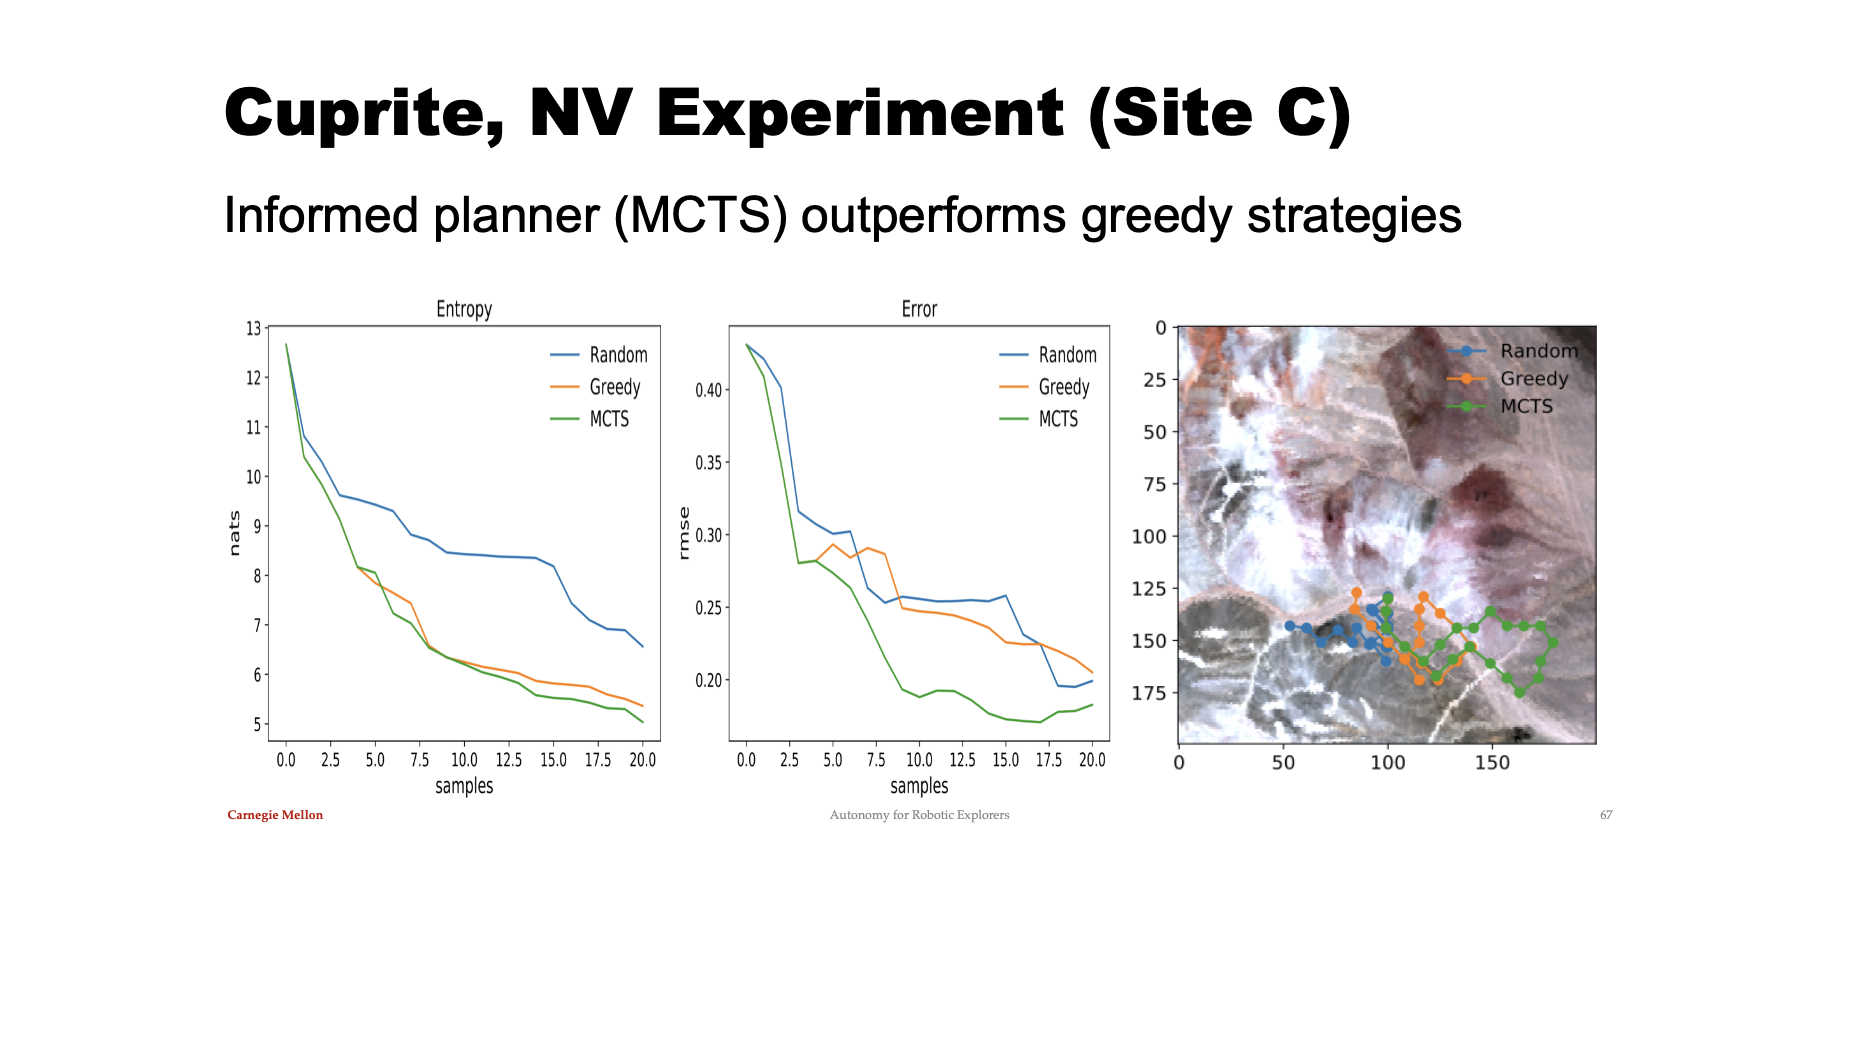 Cuprite, NV Experiment (Site C)
Informed planner (MCTS) outperforms greedy strategies
Entropy
13
12
11
10
9
8
7
6
5
nats
Random
Greedy
MCTS
0.0 2.5 5.0 7.5 10.0 12.5 15.0 17.5 20.0
samples
Error
0.40
0.35
0.30
0.25
0.20
rmse
Random
Greedy
MCTS
0.0 2.5 5.0 7.5 10.0 12.5 15.0 17.5 20.0
samples
0
25
50
75
100
125
150
175
Random
Greedy
MCTS
0 50 100 150
Carnegie Mellon
Autonomy for Robotic Explorers
67